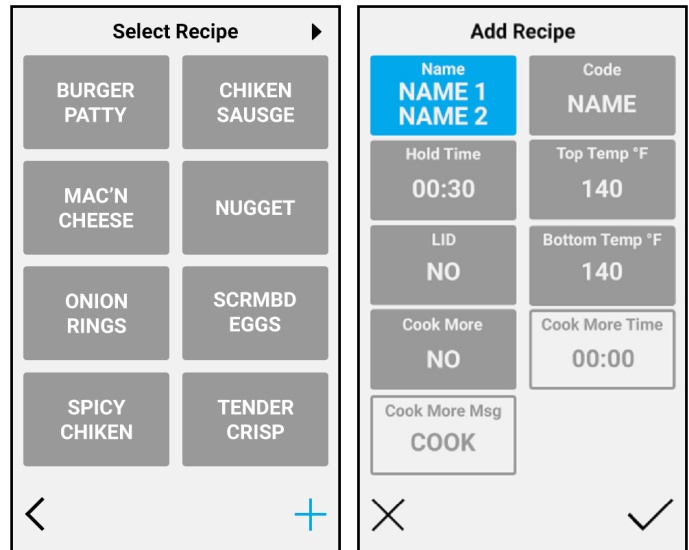 Select Recipe
BURGER
PATTY
CHIKEN
SAUSGE
MAC'N
CHEESE
NUGGET
ONION
RINGS
SCRMBD
EGGS
SPICY
CHIKEN
TENDER
CRISP
Add Recipe
Name
NAME 1
NAME 2
Code
NAME
Hold Time
00:30
Top Temp °F
140
LID
NO
Bottom Temp °F
140
Cook More
NO
Cook More Time
00:00
Cook More Msg
COOK